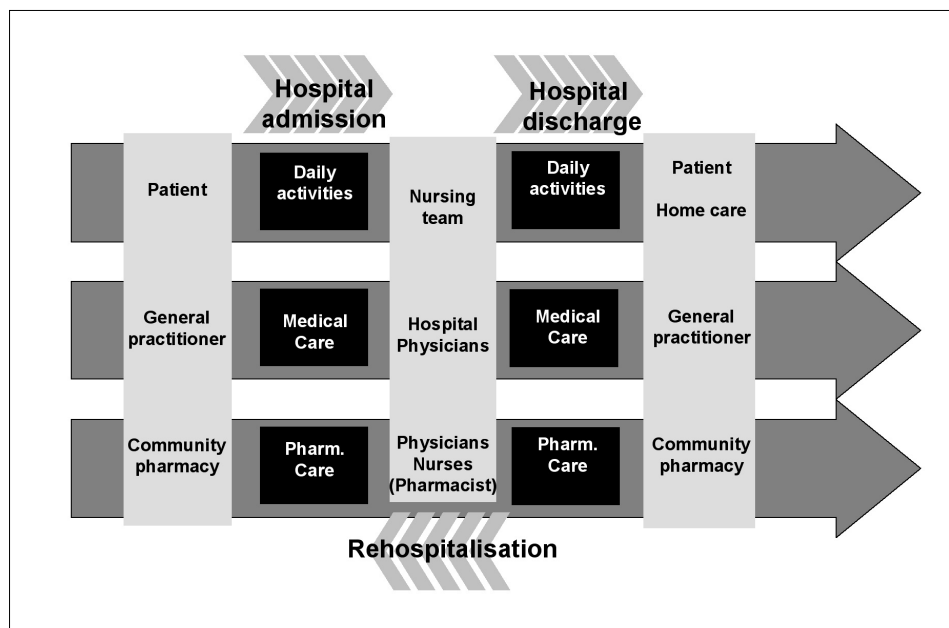 Hospital
admission
Hospital
discharge
Patient
Daily
activities
Nursing
team
Daily
activities
Patient
Home care
General
practitioner
Medical
Care
Hospital
Physicians
Medical
Care
General
practitioner
Community
pharmacy
Pharm.
Care
Physicians
Nurses
(Pharmacist)
Pharm.
Care
Community
pharmacy
Rehospitalisation